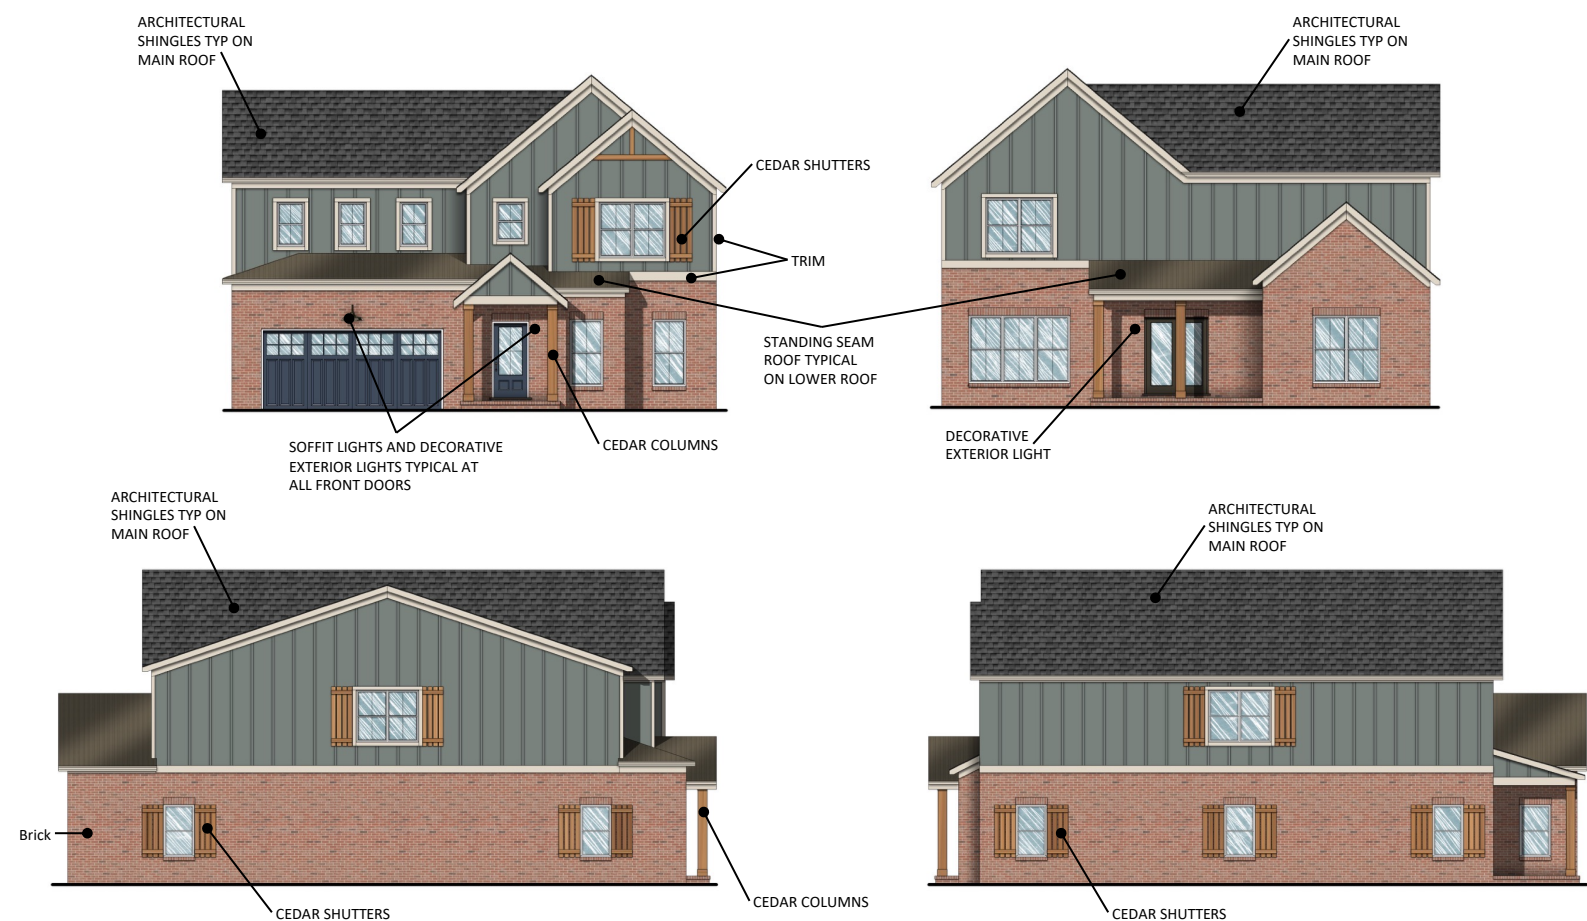 ARCHITECTURAL
SHINGLES TYP ON
MAIN ROOF
ARCHITECTURAL
SHINGLES TYP ON
MAIN ROOF
CEDAR SHUTTERS
TRIM
STANDING SEAM
ROOF TYPICAL
ON LOWER ROOF
SOFFIT LIGHTS AND DECORATIVE
EXTERIOR LIGHTS TYPICAL AT
ALL FRONT DOORS
CEDAR COLUMNS
DECORATIVE
EXTERIOR LIGHT
ARCHITECTURAL
SHINGLES TYP ON
MAIN ROOF
ARCHITECTURAL
SHINGLES TYP ON
MAIN ROOF
Brick
CEDAR SHUTTERS
CEDAR COLUMNS
CEDAR SHUTTERS